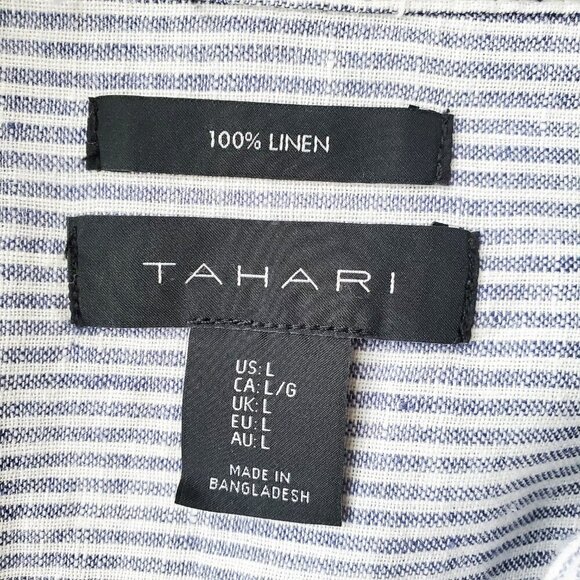 100% LINEN
TAHARI
US: L
CA: L/G
UK: L
EU: L
AU: L
MADE IN
BANGLADESH